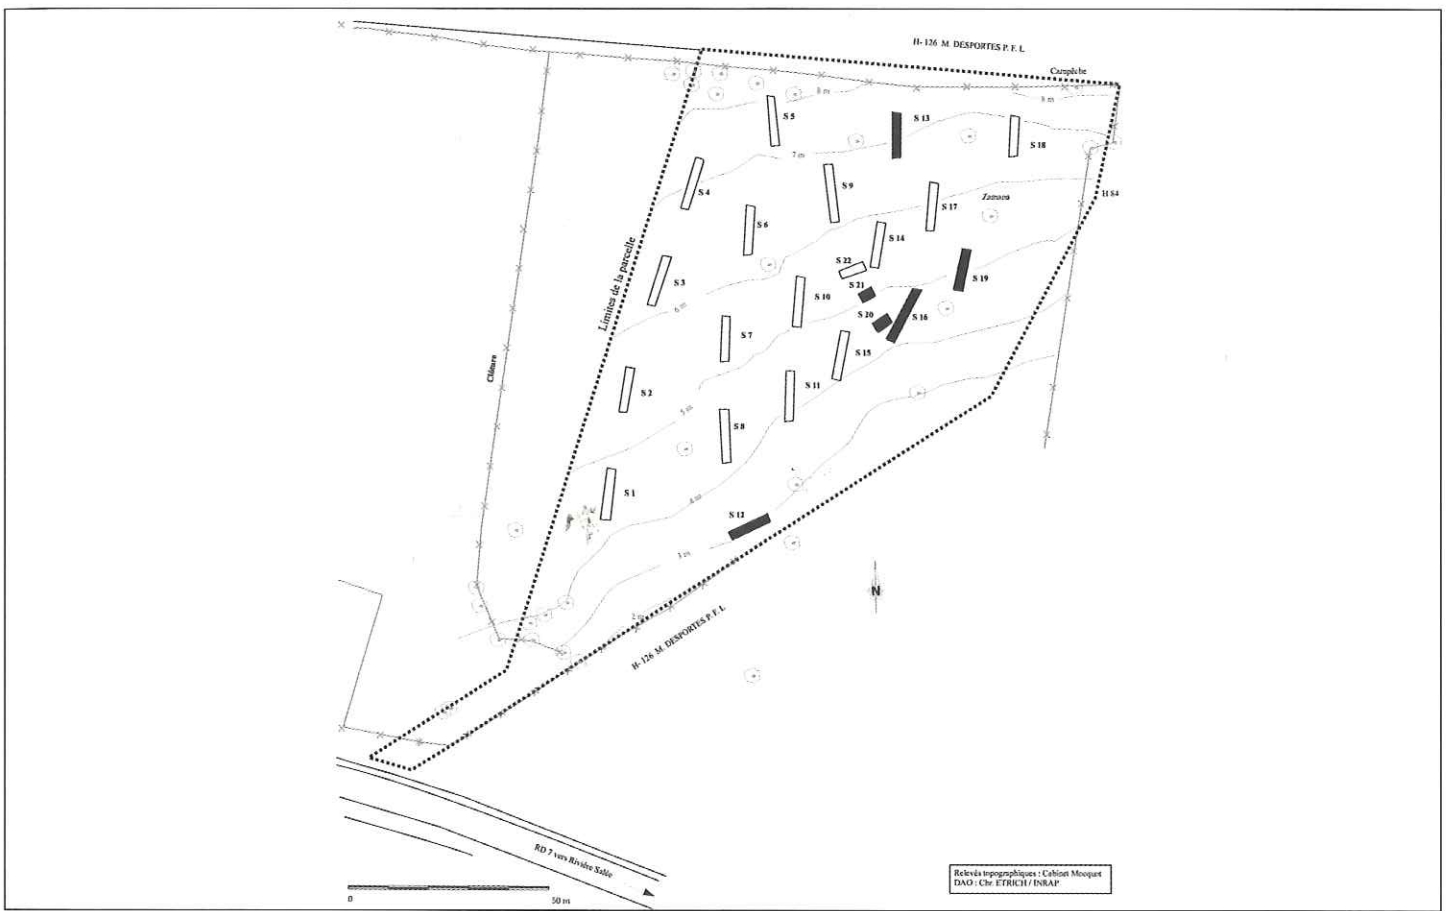 H-126 M. DESPORTES P. F. I.
Campêche
8 m
8 m
S 5
S 13
S 18
7 m
S 4
S 9
H 84
S 17
S 6
Limites de la parcelle
S 14
S 22
S 3
S 21
S 19
S 10
6 m
S 20
S 16
S 7
S 15
Clôture
S 2
S 11
5 m
S 8
S 1
4 m
S 12
3 m
N
2 m
H- 126 M. DESPORTES P. F. I.
RD 7 vers Rivière Salée
Relevés topographiques : Cabinet Mocquet
DAO : Chr. ETRICH / INRAP
0
50 m